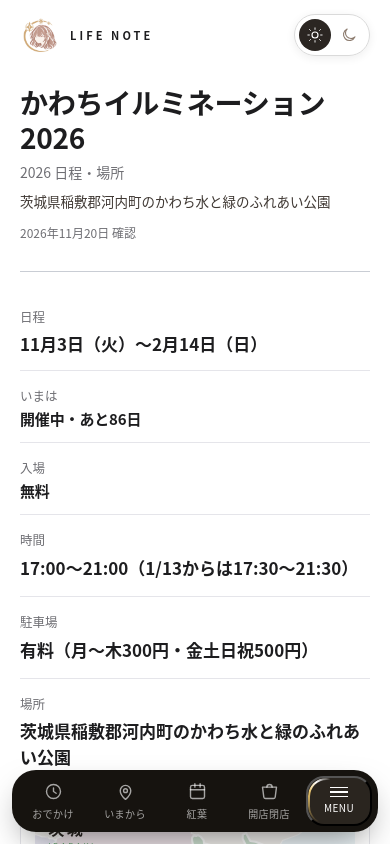 LIFE NOTE
かわちイルミネーション
2026
2026 日程・場所
茨城県稲敷郡河内町のかわち水と緑のふれあい公園
2026年11月20日 確認
日程
11月3日（火）〜2月14日（日）
いまは
開催中・あと86日
入場
無料
時間
17:00〜21:00（1/13からは17:30〜21:30）
駐車場
有料（月〜木300円・金土日祝500円）
場所
茨城県稲敷郡河内町のかわち水と緑のふれあ
い公園
おでかけ
いまから
紅葉
開店閉店
MENU